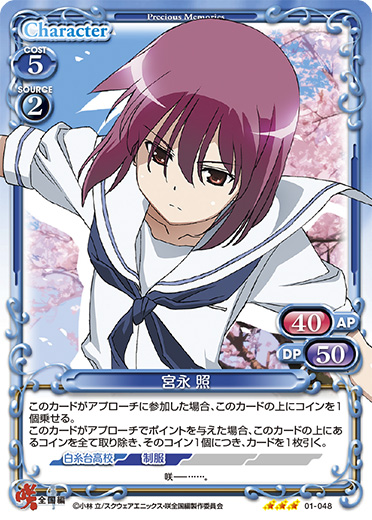 Precious Memories
Character
COST
5
SOURCE
2
40 AP
DP 50
宮永 照
このカードがアプローチに参加した場合、このカードの上にコインを1
個乗せる。
このカードがアプローチでポイントを与えた場合、このカードの上にあ
るコインを全て取り除き、そのコイン1個につき、カードを1枚引く。
白糸台高校 制服
咲――……。
咲 全国編
©小林 立/スクウェアエニックス・咲全国編製作委員会
01-048